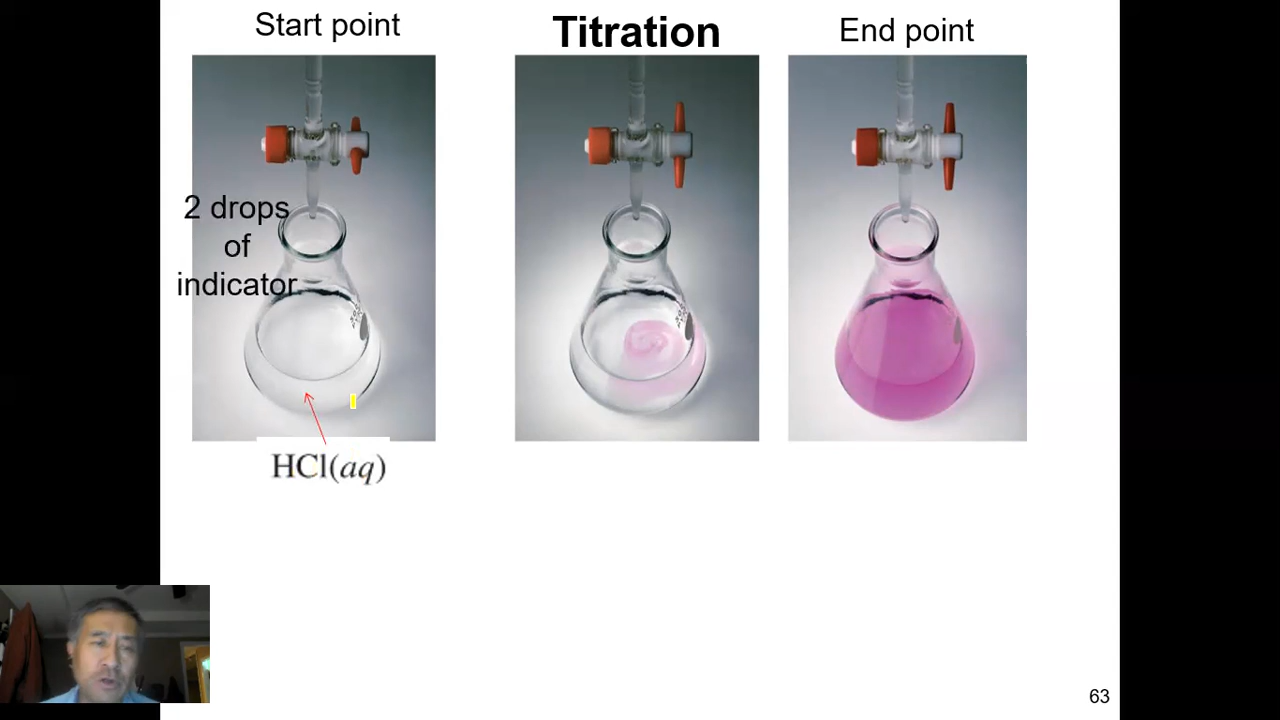 Start point
Titration
End point
2 drops
of
indicator
HCl(aq)
63